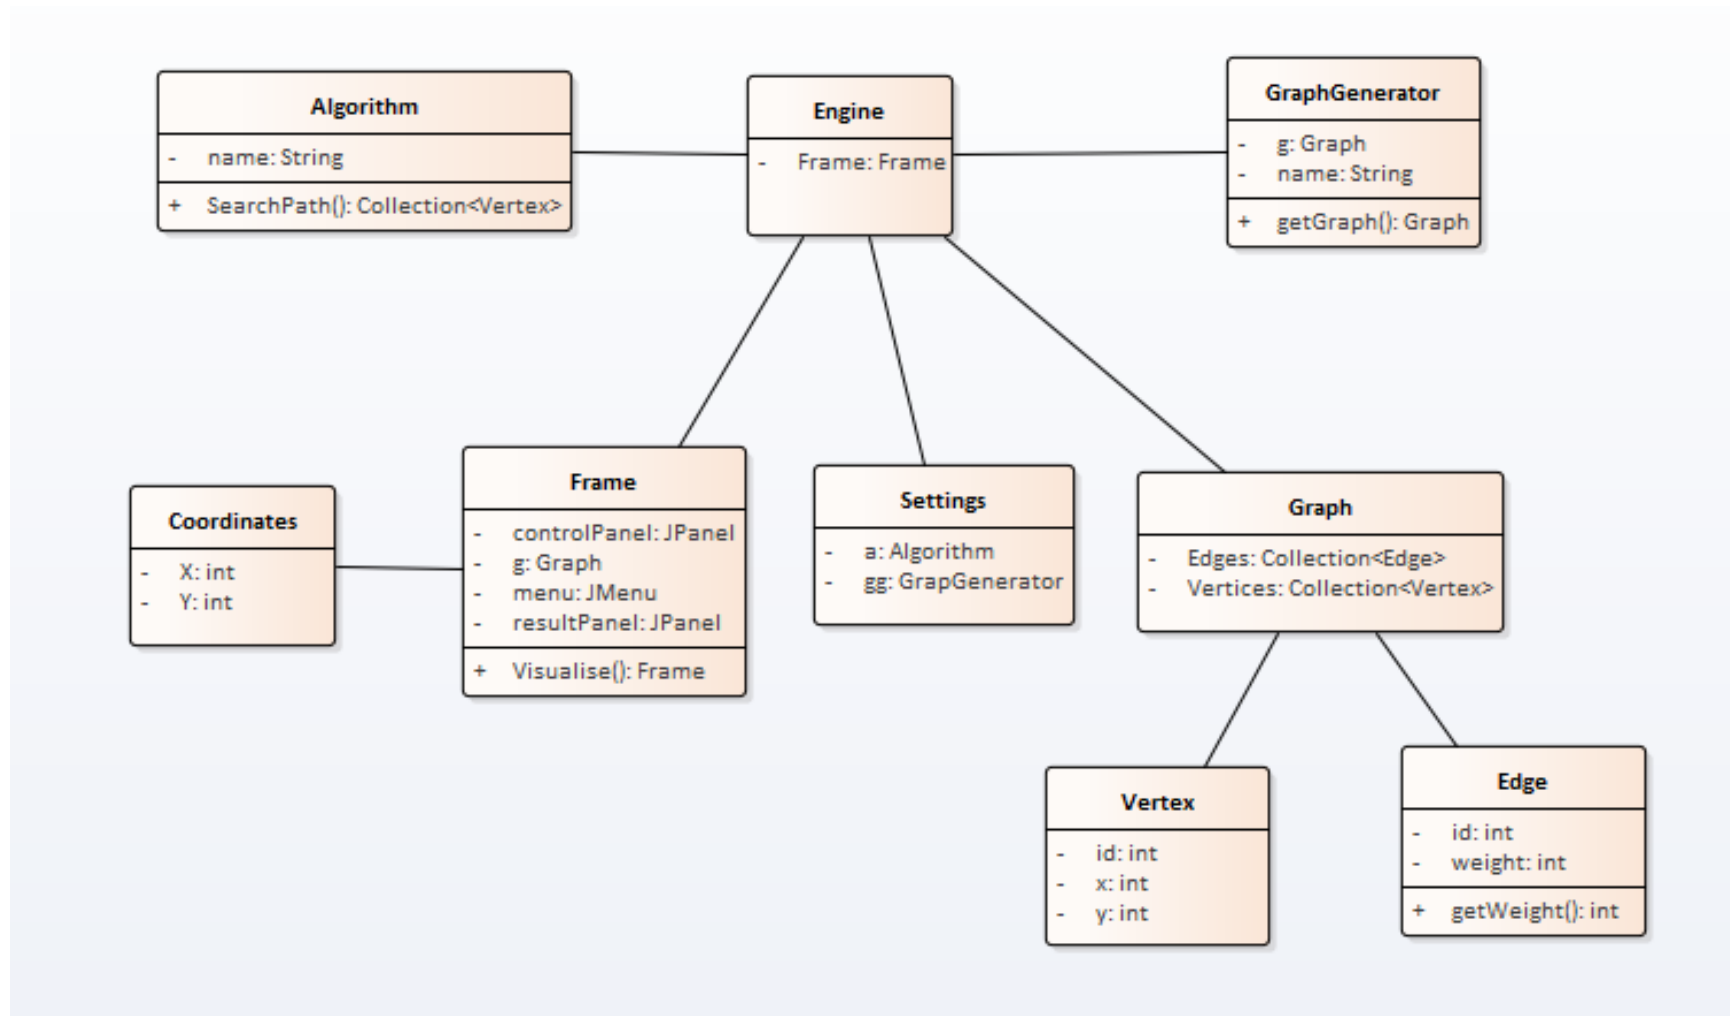 Algorithm
- name: String
+ SearchPath(): Collection<Vertex>
Engine
- Frame: Frame
GraphGenerator
- g: Graph
- name: String
+ getGraph(): Graph
Coordinates
- X: int
- Y: int
Frame
- controlPanel: JPanel
- g: Graph
- menu: JMenu
- resultPanel: JPanel
+ Visualise(): Frame
Settings
- a: Algorithm
- gg: GrapGenerator
Graph
- Edges: Collection<Edge>
- Vertices: Collection<Vertex>
Vertex
- id: int
- x: int
- y: int
Edge
- id: int
- weight: int
+ getWeight(): int